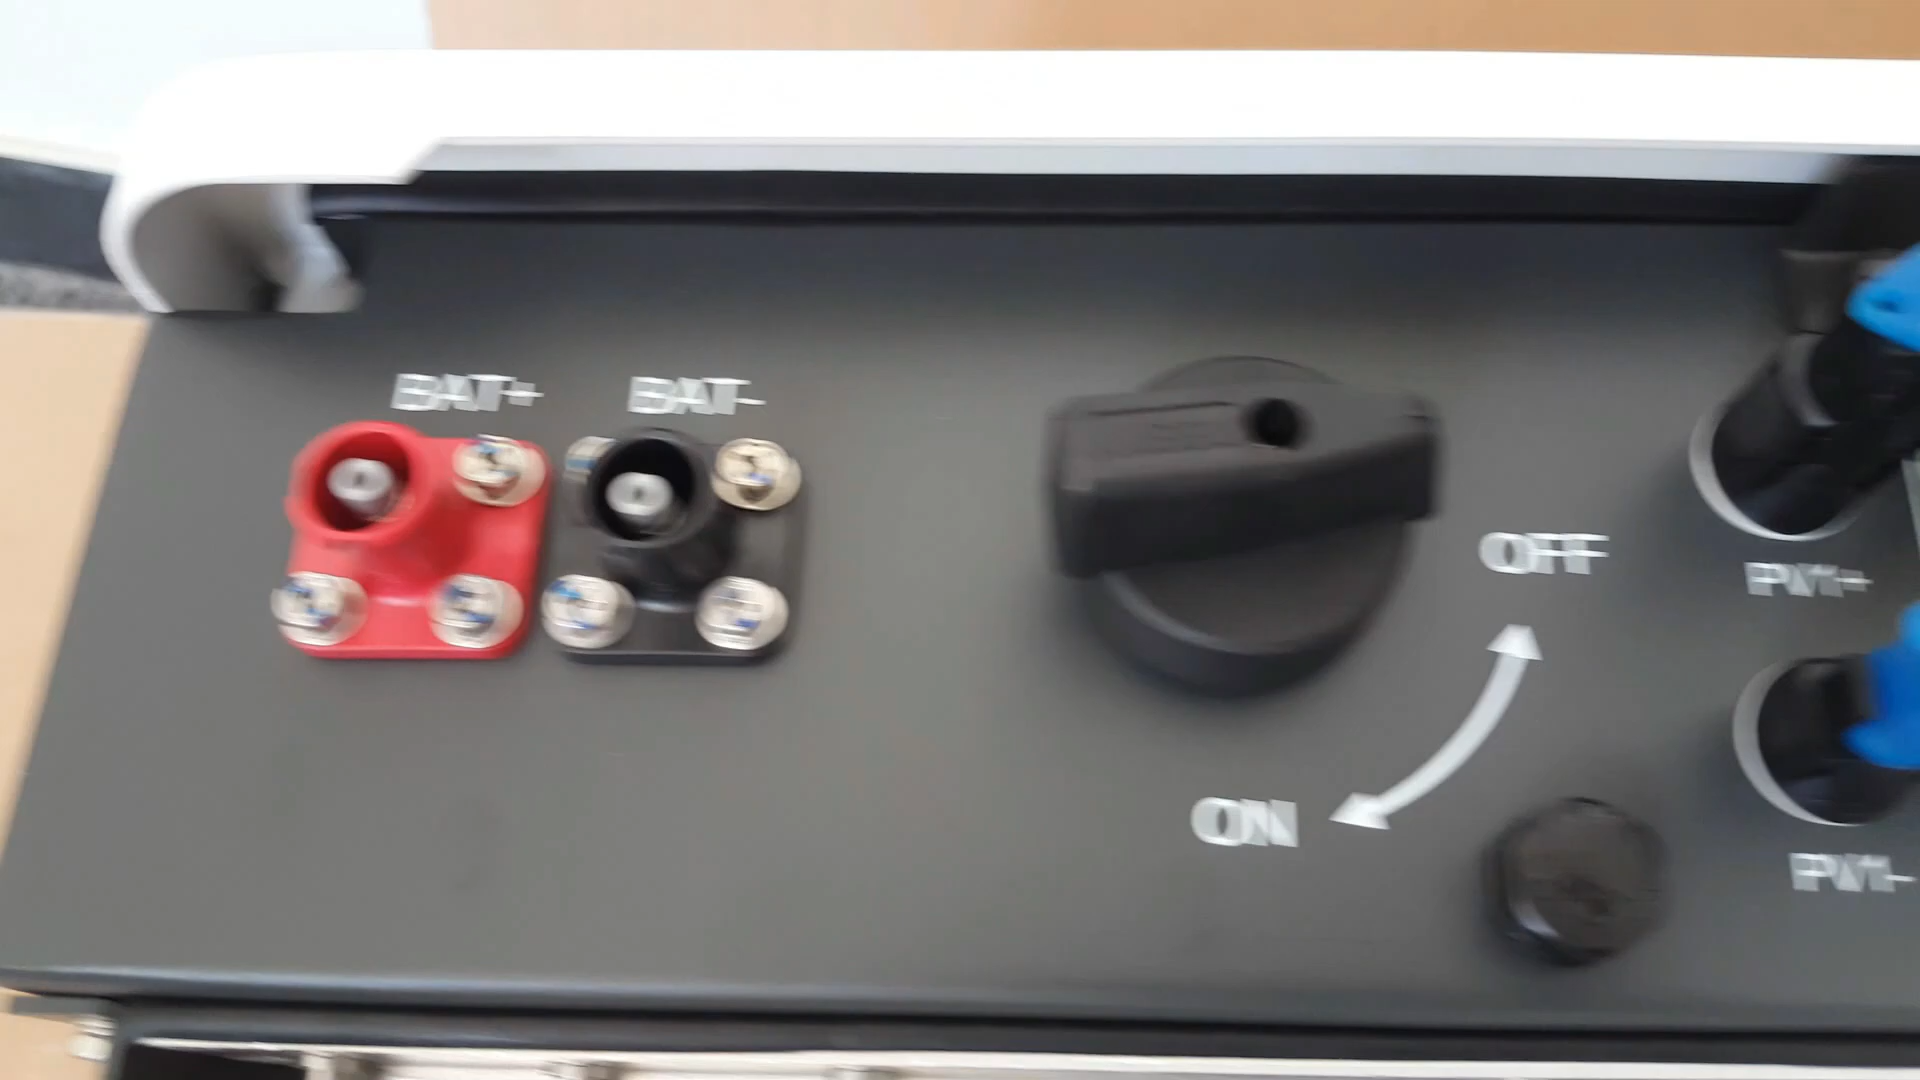 BAT+ BAT-
OFF
PV1+
ON
PV1-